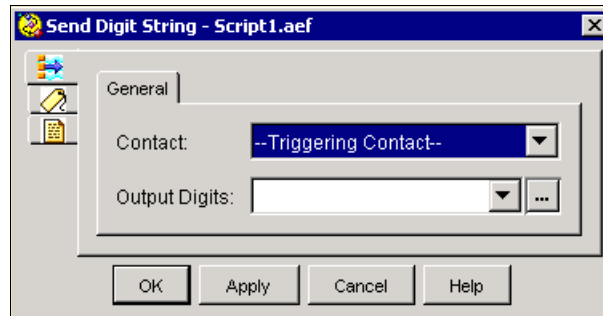 Send Digit String - Script1.aef
General
Contact:
--Triggering Contact--
Output Digits:
...
OK
Apply
Cancel
Help